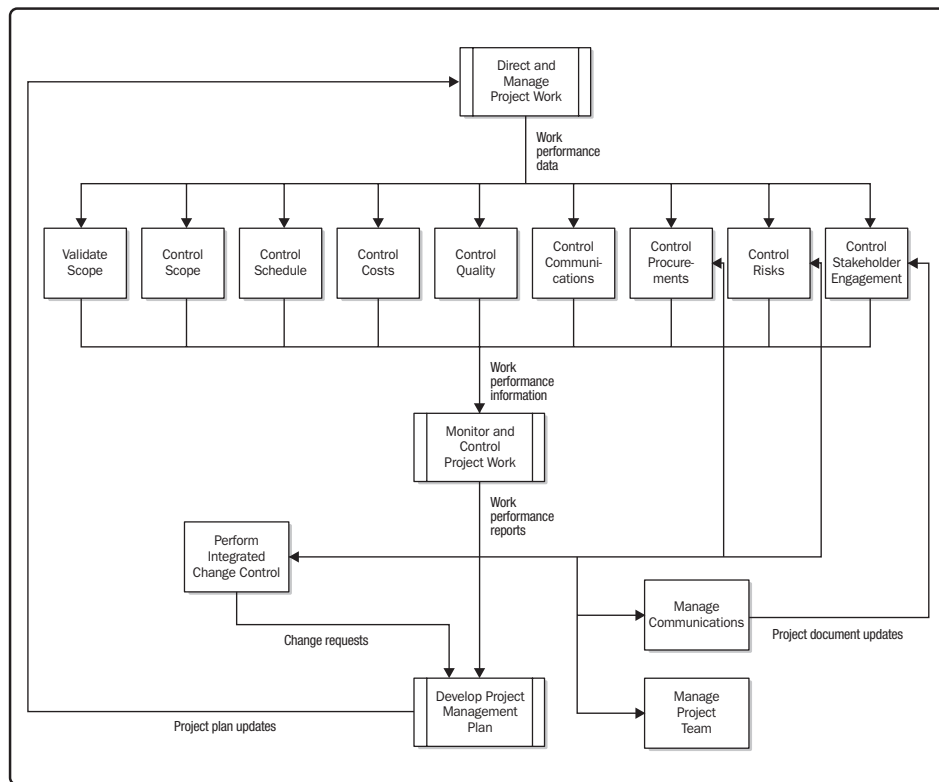 Direct and
Manage
Project Work
Work
performance
data
Validate
Scope
Control
Scope
Control
Schedule
Control
Costs
Control
Quality
Control
Communi-
cations
Control
Procure-
ments
Control
Risks
Control
Stakeholder
Engagement
Work
performance
information
Monitor and
Control
Project Work
Work
performance
reports
Perform
Integrated
Change Control
Manage
Communications
Change requests
Project document updates
Develop Project
Management
Plan
Manage
Project
Team
Project plan updates